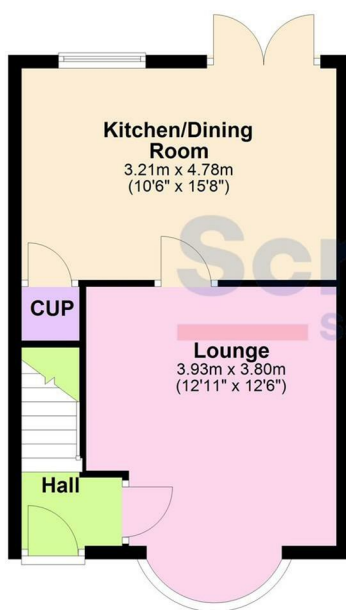 Kitchen/Dining
Room
3.21m x 4.78m
(10'6" x 15'8")
CUP
Lounge
3.93m x 3.80m
(12'11" x 12'6")
Hall